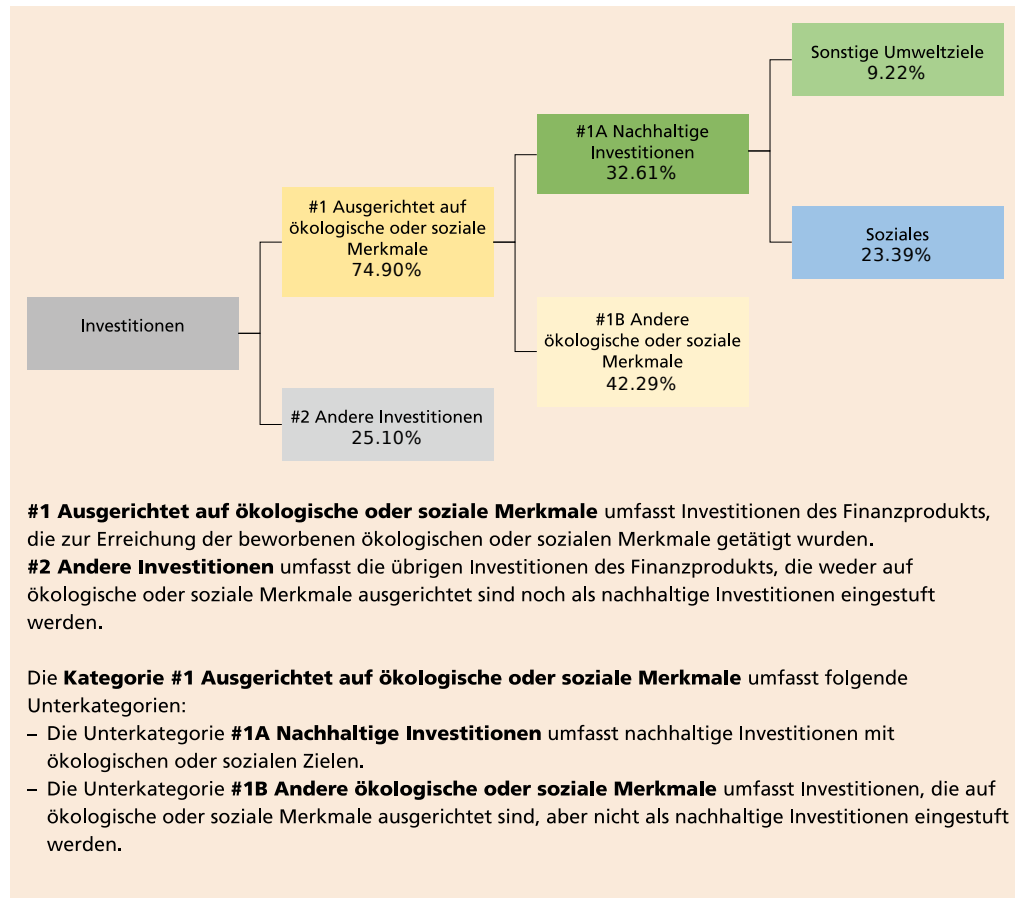 Sonstige Umweltziele
9.22%
#1A Nachhaltige
Investitionen
32.61%
#1 Ausgerichtet auf
ökologische oder soziale
Merkmale
74.90%
Soziales
23.39%
Investitionen
#1B Andere
ökologische oder soziale
Merkmale
42.29%
#2 Andere Investitionen
25.10%
#1 Ausgerichtet auf ökologische oder soziale Merkmale umfasst Investitionen des Finanzprodukts,
die zur Erreichung der beworbenen ökologischen oder sozialen Merkmale getätigt wurden.
#2 Andere Investitionen umfasst die übrigen Investitionen des Finanzprodukts, die weder auf
ökologische oder soziale Merkmale ausgerichtet sind noch als nachhaltige Investitionen eingestuft
werden.
Die Kategorie #1 Ausgerichtet auf ökologische oder soziale Merkmale umfasst folgende
Unterkategorien:
– Die Unterkategorie #1A Nachhaltige Investitionen umfasst nachhaltige Investitionen mit
ökologischen oder sozialen Zielen.
– Die Unterkategorie #1B Andere ökologische oder soziale Merkmale umfasst Investitionen, die auf
ökologische oder soziale Merkmale ausgerichtet sind, aber nicht als nachhaltige Investitionen eingestuft
werden.